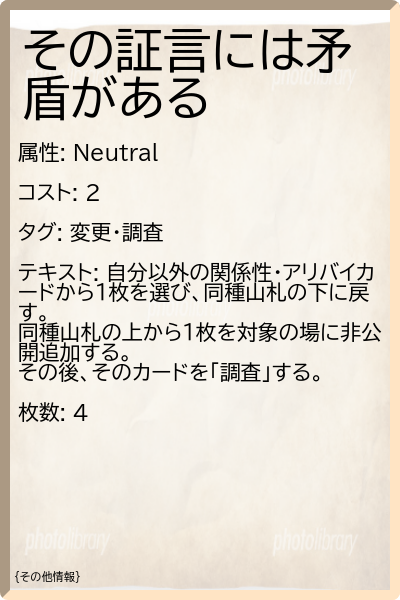 その証言には矛
盾がある
属性: Neutral
コスト: 2
タグ: 変更・調査
テキスト: 自分以外の関係性・アリバイカ
ードから1枚を選び、同種山札の下に戻
す。
同種山札の上から1枚を対象の場に非公
開追加する。
その後、そのカードを「調査」する。
枚数: 4
photolibrary
photolibrary
photolibrary
photolibrary
{その他情報}